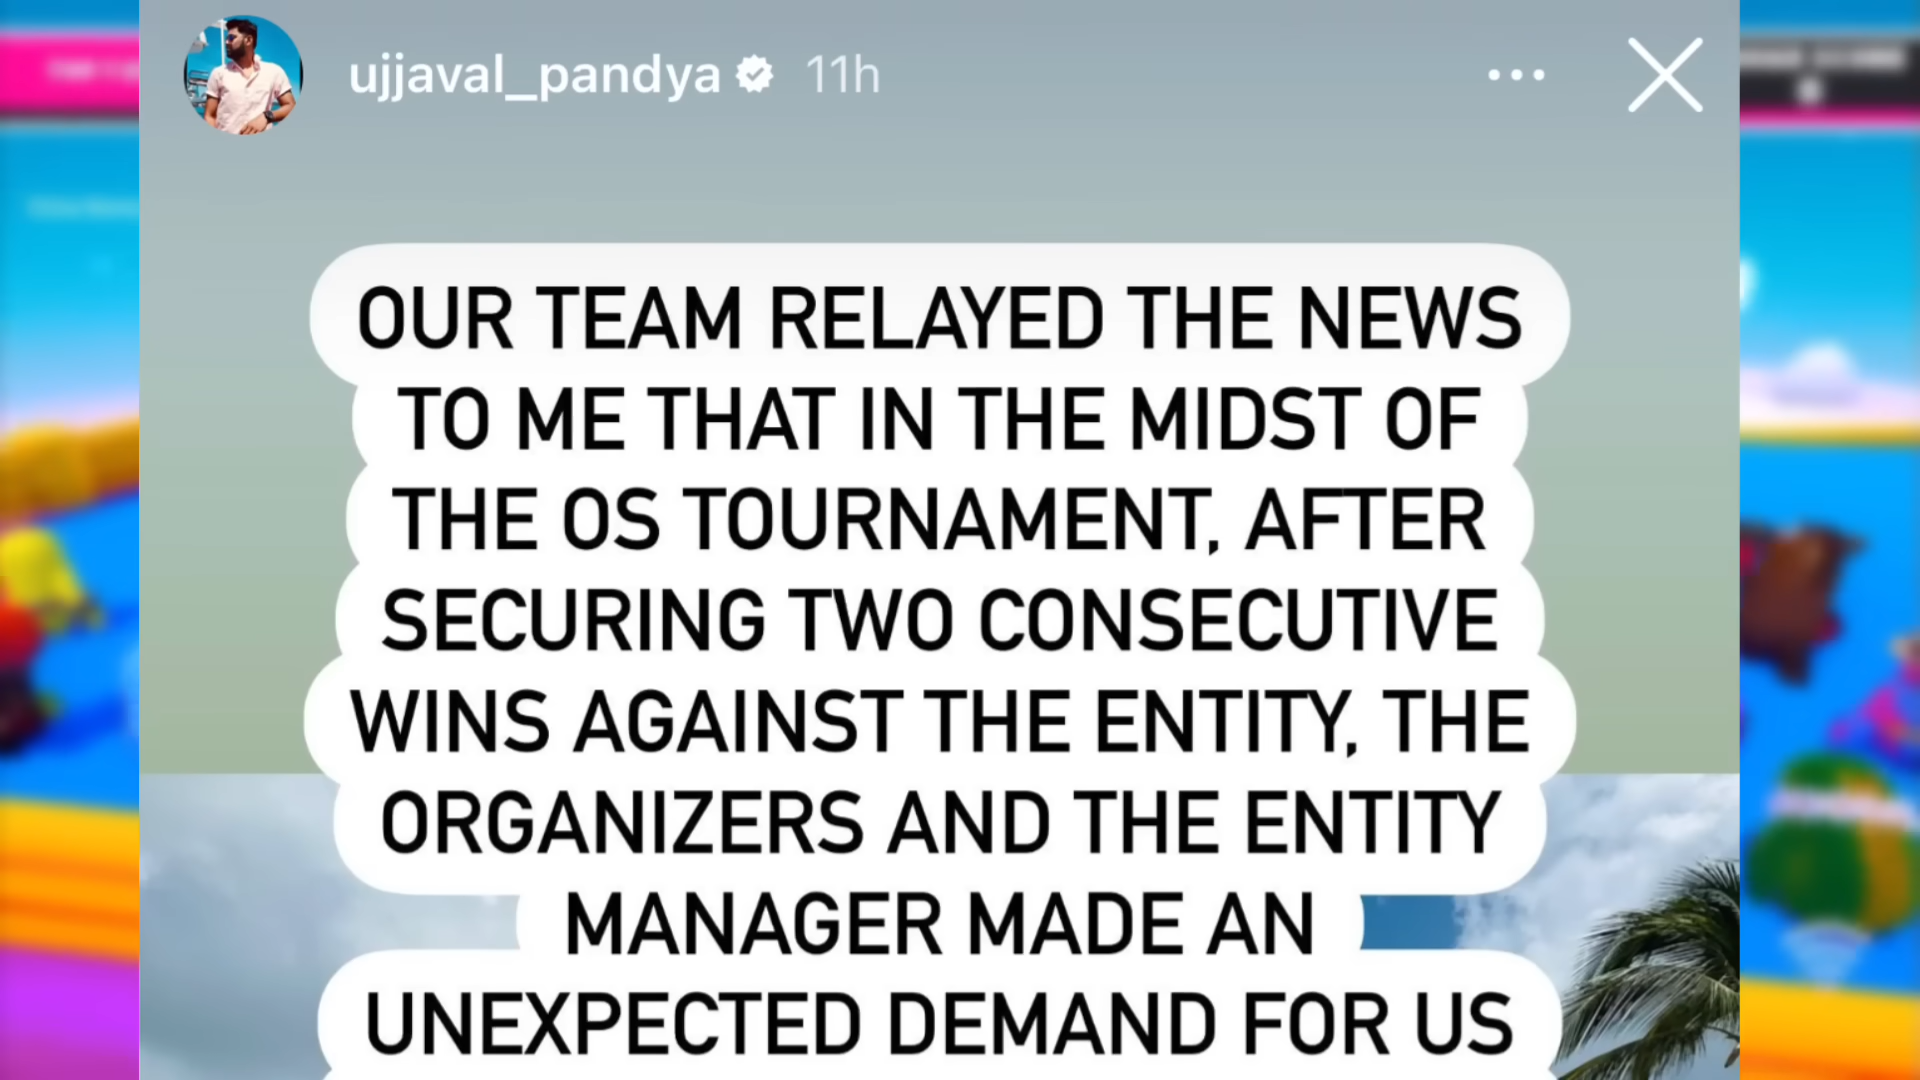 ujjaval_pandya 11h
OUR TEAM RELAYED THE NEWS
TO ME THAT IN THE MIDST OF
THE OS TOURNAMENT, AFTER
SECURING TWO CONSECUTIVE
WINS AGAINST THE ENTITY, THE
ORGANIZERS AND THE ENTITY
MANAGER MADE AN
UNEXPECTED DEMAND FOR US